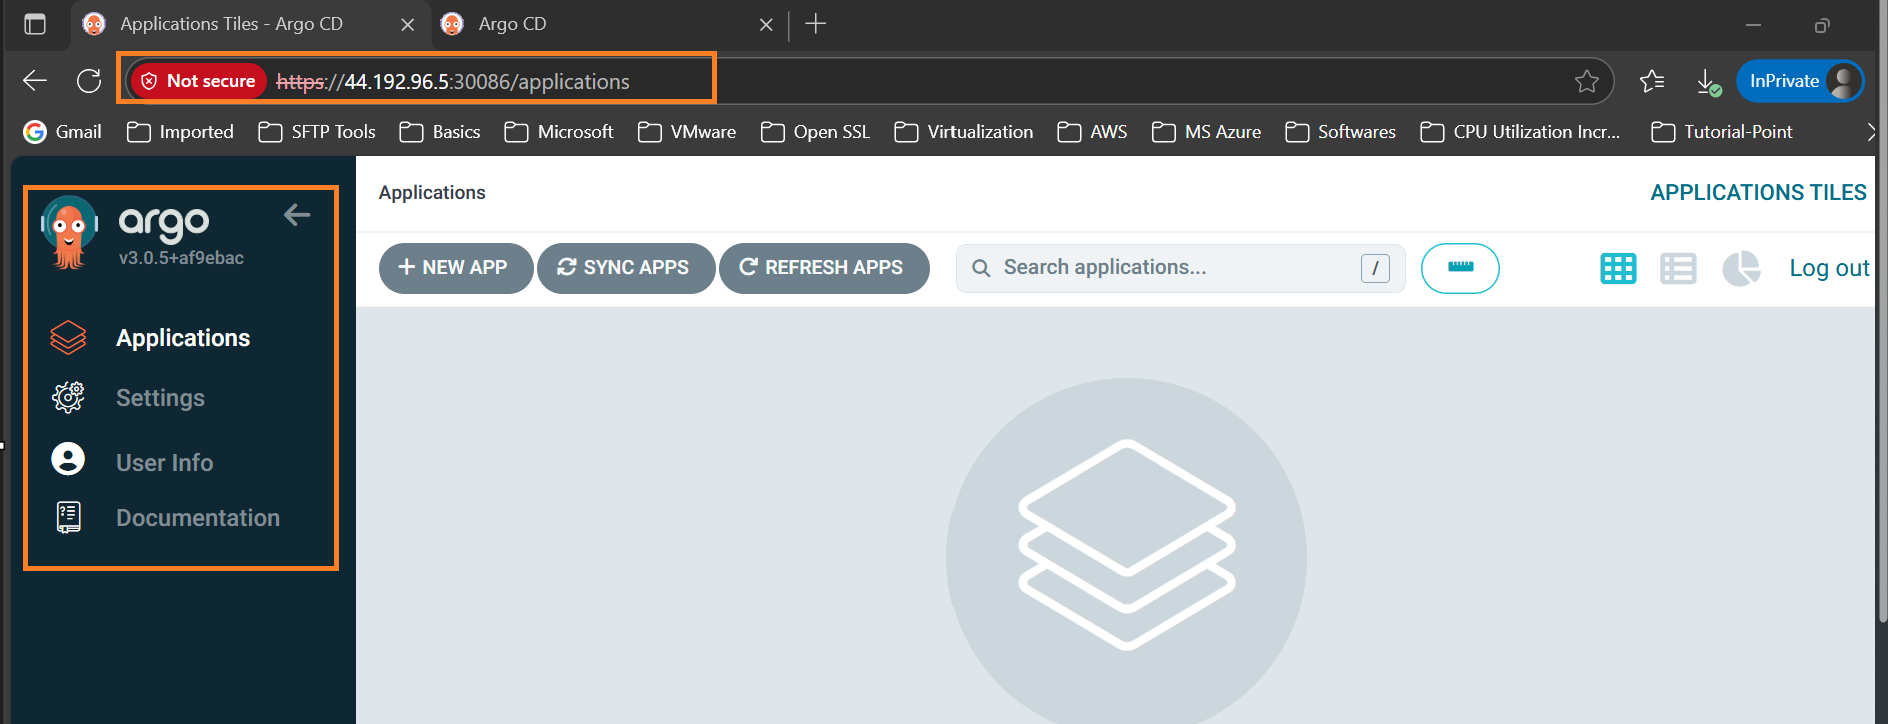 Applications Tiles - Argo CD
Argo CD
Not secure https://44.192.96.5:30086/applications
InPrivate
Gmail Imported SFTP Tools Basics Microsoft VMware Open SSL Virtualization AWS MS Azure Softwares CPU Utilization Incr... Tutorial-Point
argo
v3.0.5+af9ebac
Applications
Settings
User Info
Documentation
Applications
APPLICATIONS TILES
+ NEW APP SYNC APPS REFRESH APPS Search applications... / Log out